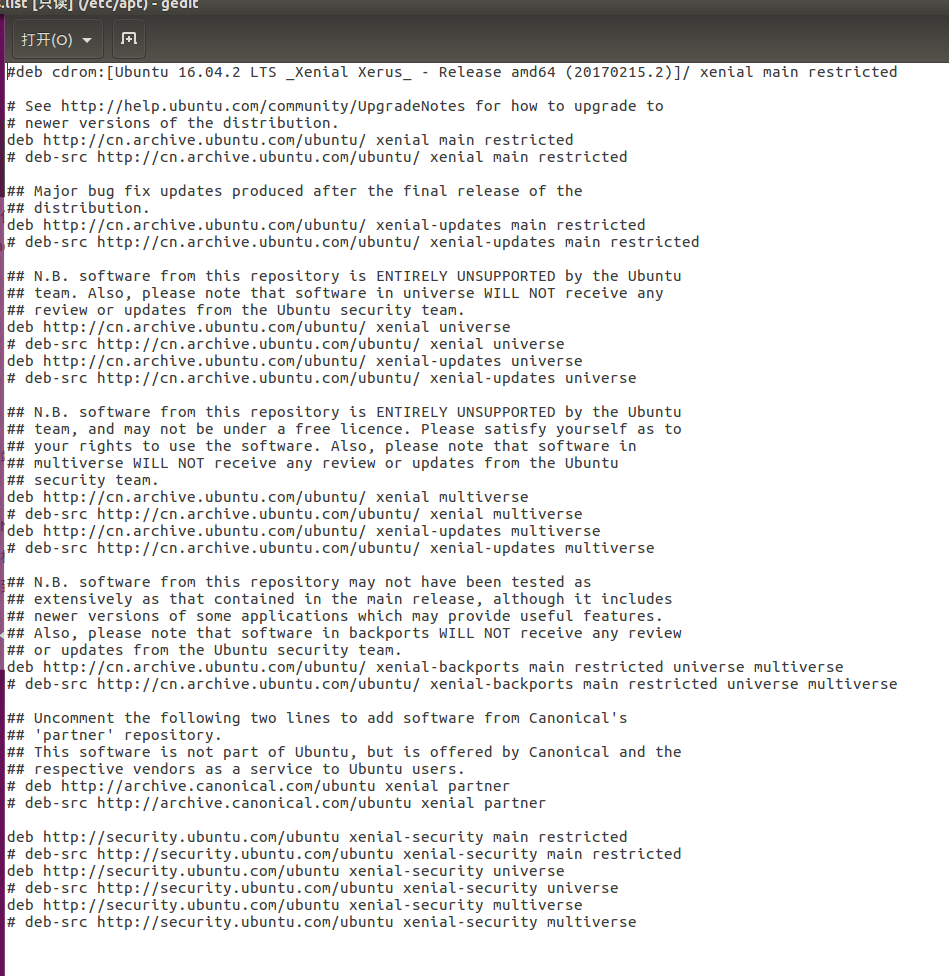 .list [只读] (/etc/apt) - gedit
打开(O)
#deb cdrom:[Ubuntu 16.04.2 LTS _Xenial Xerus_ - Release amd64 (20170215.2)]/ xenial main restricted
# See http://help.ubuntu.com/community/UpgradeNotes for how to upgrade to
# newer versions of the distribution.
deb http://cn.archive.ubuntu.com/ubuntu/ xenial main restricted
# deb-src http://cn.archive.ubuntu.com/ubuntu/ xenial main restricted
## Major bug fix updates produced after the final release of the
## distribution.
deb http://cn.archive.ubuntu.com/ubuntu/ xenial-updates main restricted
# deb-src http://cn.archive.ubuntu.com/ubuntu/ xenial-updates main restricted
## N.B. software from this repository is ENTIRELY UNSUPPORTED by the Ubuntu
## team. Also, please note that software in universe WILL NOT receive any
## review or updates from the Ubuntu security team.
deb http://cn.archive.ubuntu.com/ubuntu/ xenial universe
# deb-src http://cn.archive.ubuntu.com/ubuntu/ xenial universe
deb http://cn.archive.ubuntu.com/ubuntu/ xenial-updates universe
# deb-src http://cn.archive.ubuntu.com/ubuntu/ xenial-updates universe
## N.B. software from this repository is ENTIRELY UNSUPPORTED by the Ubuntu
## team, and may not be under a free licence. Please satisfy yourself as to
## your rights to use the software. Also, please note that software in
## multiverse WILL NOT receive any review or updates from the Ubuntu
## security team.
deb http://cn.archive.ubuntu.com/ubuntu/ xenial multiverse
# deb-src http://cn.archive.ubuntu.com/ubuntu/ xenial multiverse
deb http://cn.archive.ubuntu.com/ubuntu/ xenial-updates multiverse
# deb-src http://cn.archive.ubuntu.com/ubuntu/ xenial-updates multiverse
## N.B. software from this repository may not have been tested as
## extensively as that contained in the main release, although it includes
## newer versions of some applications which may provide useful features.
## Also, please note that software in backports WILL NOT receive any review
## or updates from the Ubuntu security team.
deb http://cn.archive.ubuntu.com/ubuntu/ xenial-backports main restricted universe multiverse
# deb-src http://cn.archive.ubuntu.com/ubuntu/ xenial-backports main restricted universe multiverse
## Uncomment the following two lines to add software from Canonical's
## 'partner' repository.
## This software is not part of Ubuntu, but is offered by Canonical and the
## respective vendors as a service to Ubuntu users.
# deb http://archive.canonical.com/ubuntu xenial partner
# deb-src http://archive.canonical.com/ubuntu xenial partner
deb http://security.ubuntu.com/ubuntu xenial-security main restricted
# deb-src http://security.ubuntu.com/ubuntu xenial-security main restricted
deb http://security.ubuntu.com/ubuntu xenial-security universe
# deb-src http://security.ubuntu.com/ubuntu xenial-security universe
deb http://security.ubuntu.com/ubuntu xenial-security multiverse
# deb-src http://security.ubuntu.com/ubuntu xenial-security multiverse